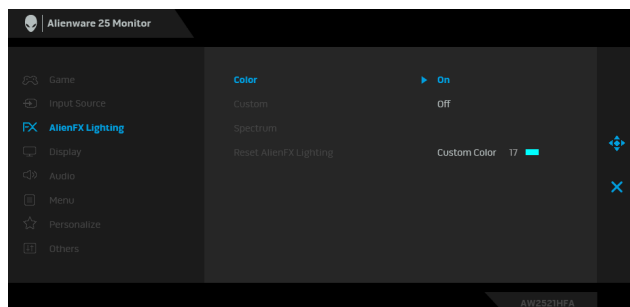 Alienware 25 Monitor
Game
Color
On
Input Source
Custom
Off
FX AlienFX Lighting
Spectrum
Display
Reset AlienFX Lighting
Custom Color 17
Audio
Menu
Personalize
Others
AW2521HFA